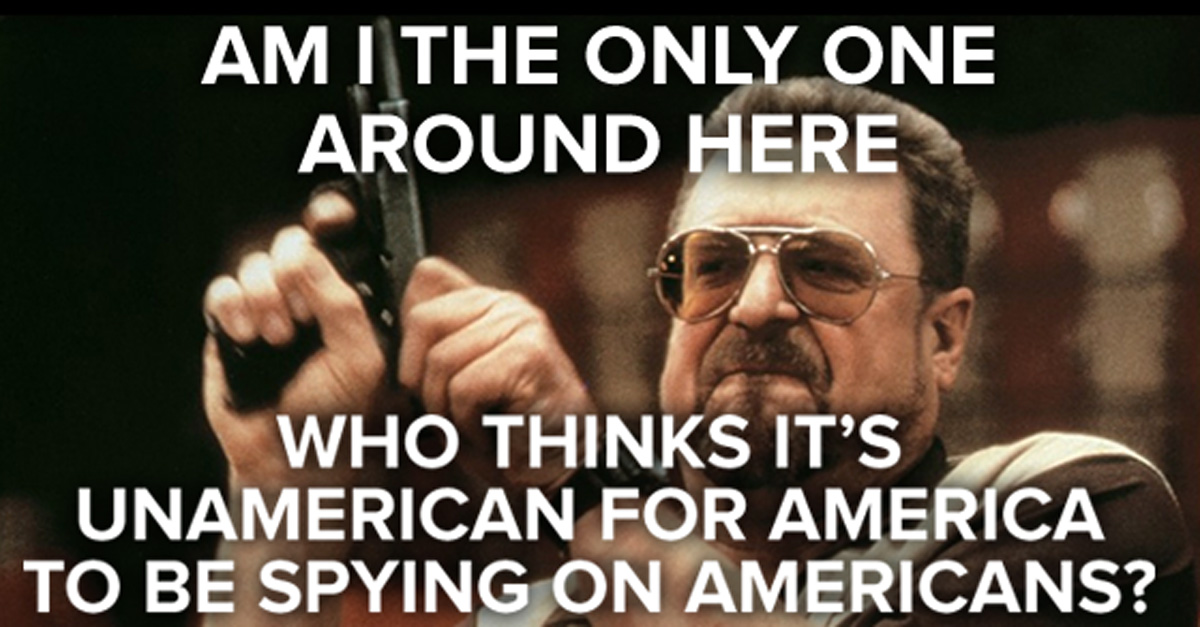 AM I THE ONLY ONE
AROUND HERE
WHO THINKS IT’S
UNAMERICAN FOR AMERICA
TO BE SPYING ON AMERICANS?